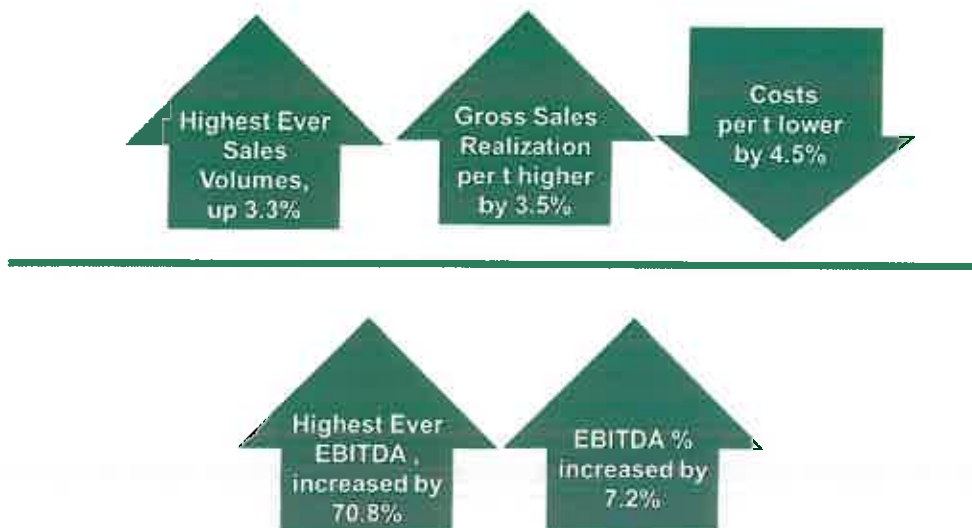 Highest Ever
Sales
Volumes,
up 3.3%
Gross Sales
Realization
per t higher
by 3.5%
Costs
per t lower
by 4.5%
Highest Ever
EBITDA ,
increased by
70.8%
EBITDA %
increased by
7.2%